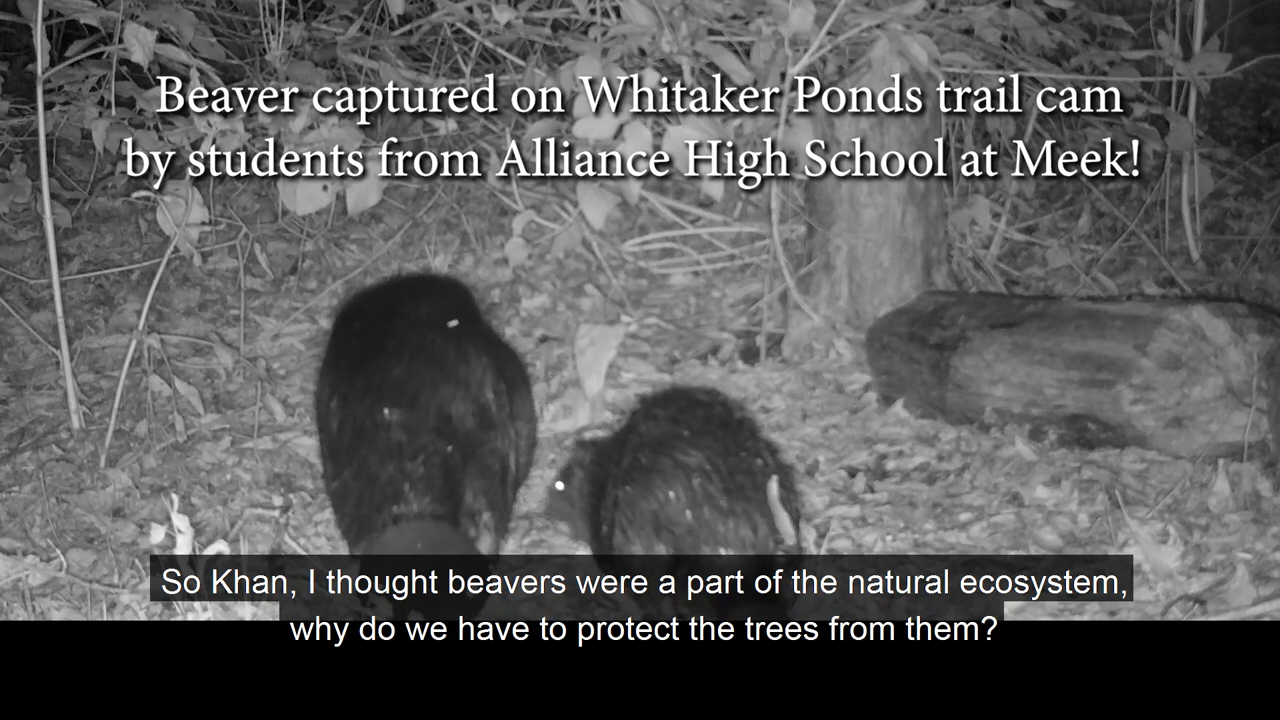 Beaver captured on Whitaker Ponds trail cam
by students from Alliance High School at Meek!
So Khan, I thought beavers were a part of the natural ecosystem,
why do we have to protect the trees from them?